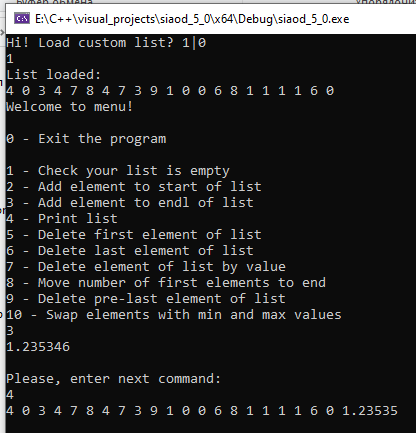 Буфер обмена
упорядочи
E:\C++\visual_projects\siaod_5_0\x64\Debug\siaod_5_0.exe
Hi! Load custom list? 1|0
1
List loaded:
4 0 3 4 7 8 4 7 3 9 1 0 0 6 8 1 1 1 1 6 0
Welcome to menu!
0 - Exit the program
1 - Check your list is empty
2 - Add element to start of list
3 - Add element to endl of list
4 - Print list
5 - Delete first element of list
6 - Delete last element of list
7 - Delete element of list by value
8 - Move number of first elements to end
9 - Delete pre-last element of list
10 - Swap elements with min and max values
3
1.235346
Please, enter next command:
4
4 0 3 4 7 8 4 7 3 9 1 0 0 6 8 1 1 1 1 6 0 1.23535